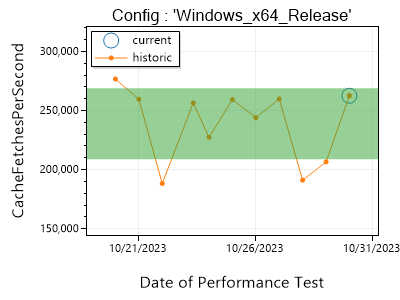 Config : 'Windows_x64_Release'
current
historic
300,000
250,000
200,000
150,000
CacheFetchesPerSecond
10/21/2023 10/26/2023 10/31/2023
Date of Performance Test